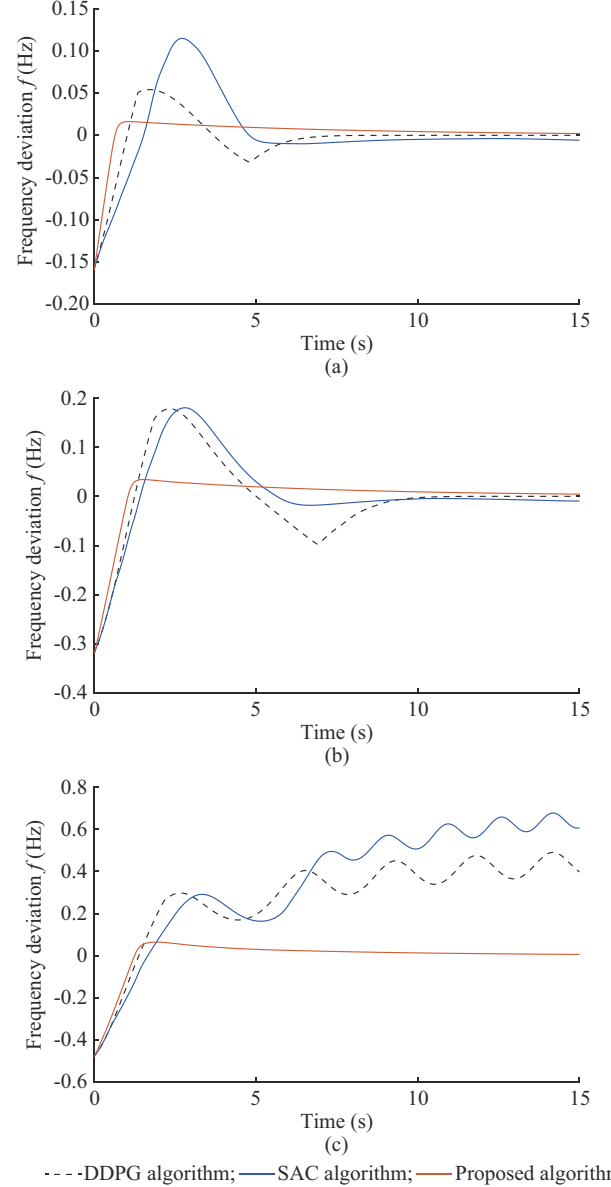 0.15
0.10
0.05
0
-0.05
-0.10
-0.15
-0.20
Frequency deviation f (Hz)
0 5 10 15
Time (s)
(a)
0.2
0.1
0
-0.1
-0.2
-0.3
-0.4
Frequency deviation f (Hz)
0 5 10 15
Time (s)
(b)
0.8
0.6
0.4
0.2
0
-0.2
-0.4
-0.6
Frequency deviation f (Hz)
0 5 10 15
Time (s)
(c)
DDPG algorithm; SAC algorithm; Proposed algorith